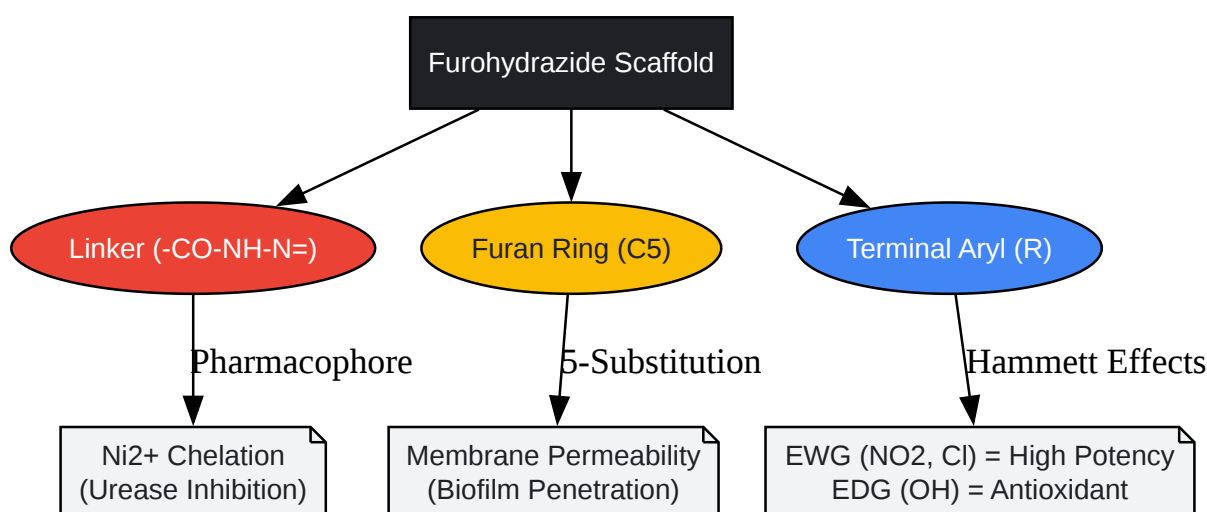 Furohydrazide Scaffold
Linker (-CO-NH-N=)
Furan Ring (C5)
Terminal Aryl (R)
Pharmacophore
5-Substitution
Hammett Effects
Ni2+ Chelation
(Urease Inhibition)
Membrane Permeability
(Biofilm Penetration)
EWG (NO2, Cl) = High Potency
EDG (OH) = Antioxidant